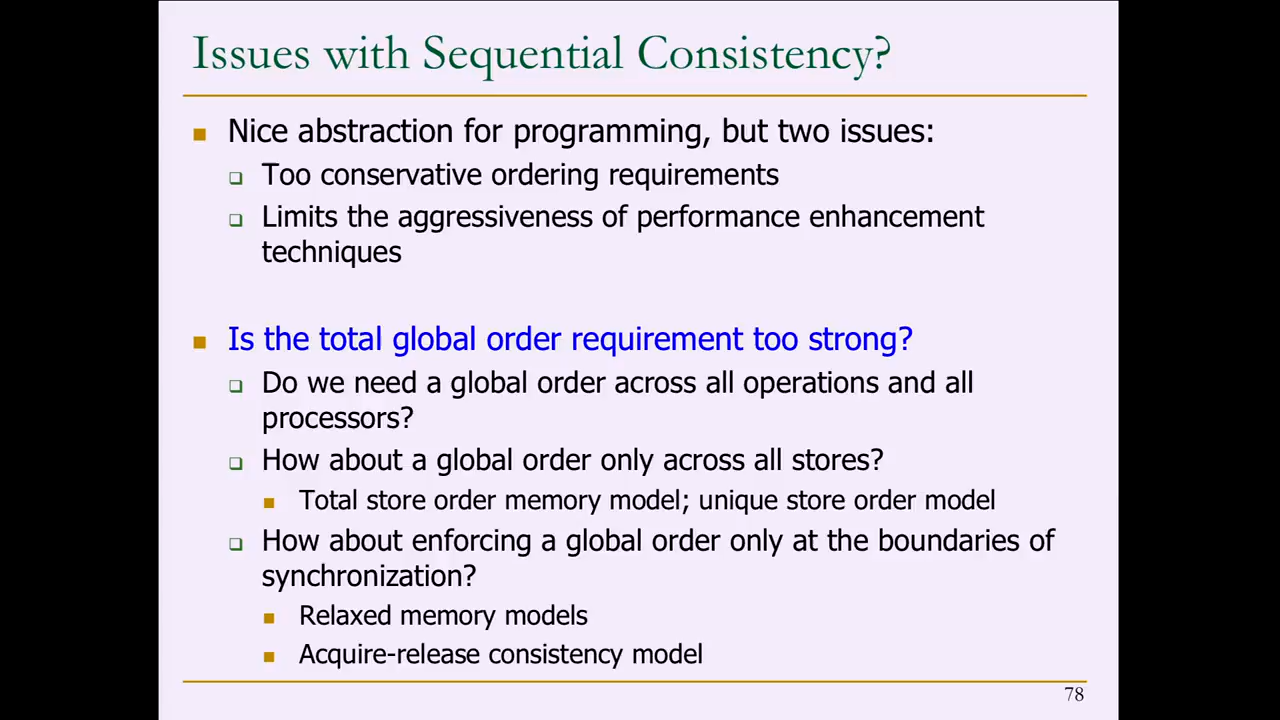 Issues with Sequential Consistency?
Nice abstraction for programming, but two issues:
Too conservative ordering requirements
Limits the aggressiveness of performance enhancement
techniques
Is the total global order requirement too strong?
Do we need a global order across all operations and all
processors?
How about a global order only across all stores?
Total store order memory model; unique store order model
How about enforcing a global order only at the boundaries of
synchronization?
Relaxed memory models
Acquire-release consistency model
78